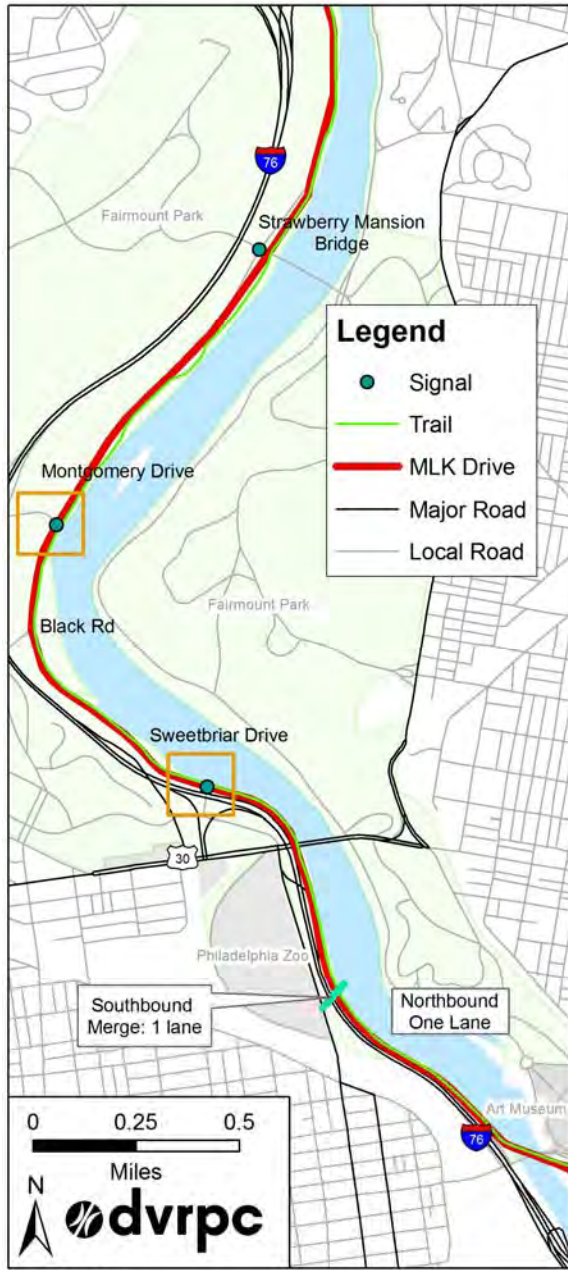 76
Fairmount Park
Strawberry Mansion
Bridge
Legend
Signal
Trail
MLK Drive
Major Road
Local Road
Montgomery Drive
Fairmount Park
Black Rd
Sweetbriar Drive
30
Philadelphia Zoo
Southbound
Merge: 1 lane
Northbound
One Lane
Art Museum
76
0 0.25 0.5
Miles
N
dvrpc